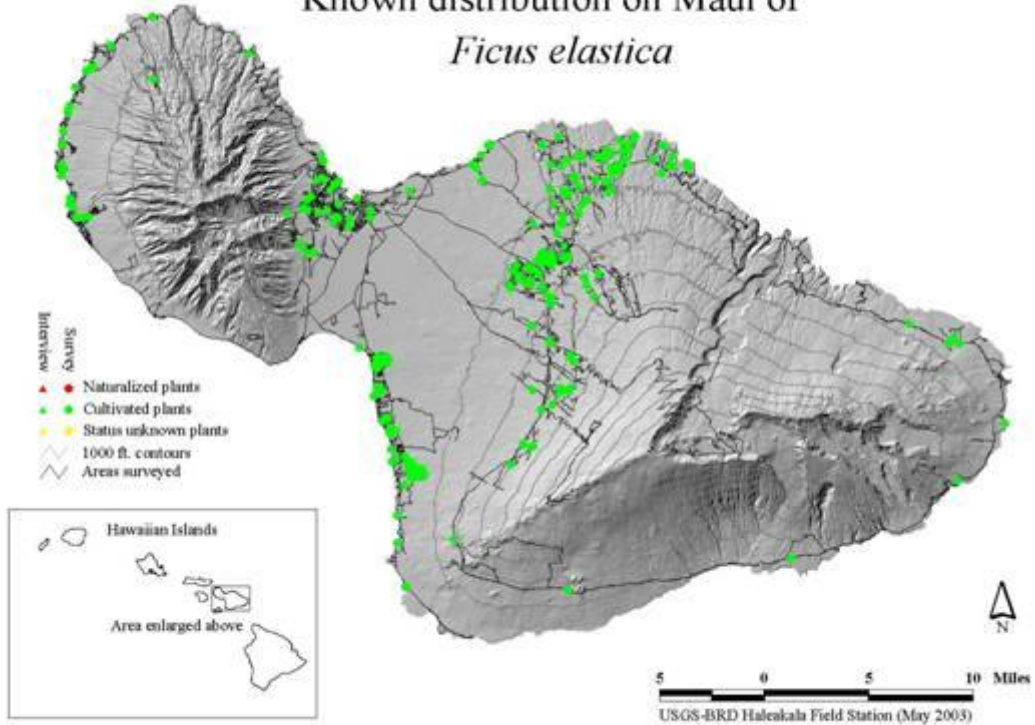 Known distribution on Maui of
Ficus elastica
Interview
Survey
Naturalized plants
Cultivated plants
Status unknown plants
1000 ft. contours
Areas surveyed
Hawaiian Islands
Area enlarged above
N
5 0 5 10 Miles
USGS-BRD Haleakala Field Station (May 2003)